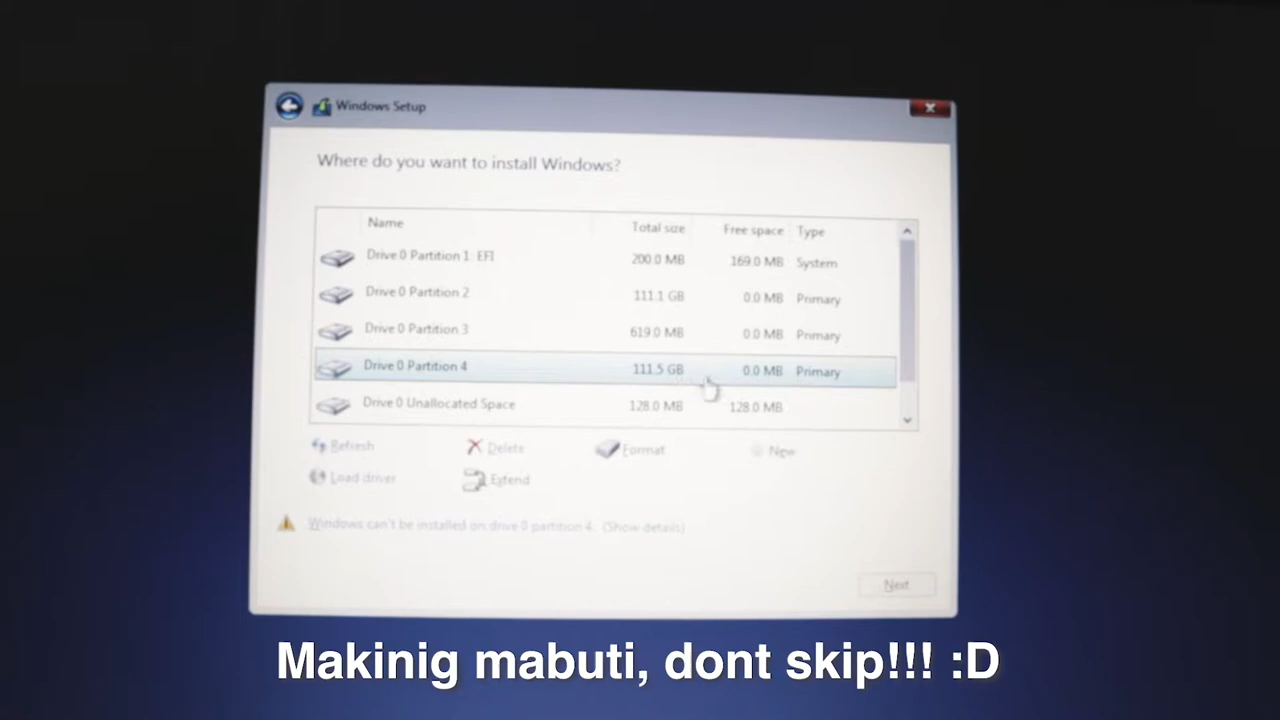 Windows Setup
Where do you want to install Windows?
Name Total size Free space Type
Drive 0 Partition 1: EFI 200.0 MB 169.0 MB System
Drive 0 Partition 2 111.1 GB 0.0 MB Primary
Drive 0 Partition 3 619.0 MB 0.0 MB Primary
Drive 0 Partition 4 111.5 GB 0.0 MB Primary
Drive 0 Unallocated Space 128.0 MB 128.0 MB
Refresh Delete Format New
Load driver Extend
Windows can't be installed on drive 0 partition 4. (Show details)
Next
Makinig mabuti, dont skip!!! :D